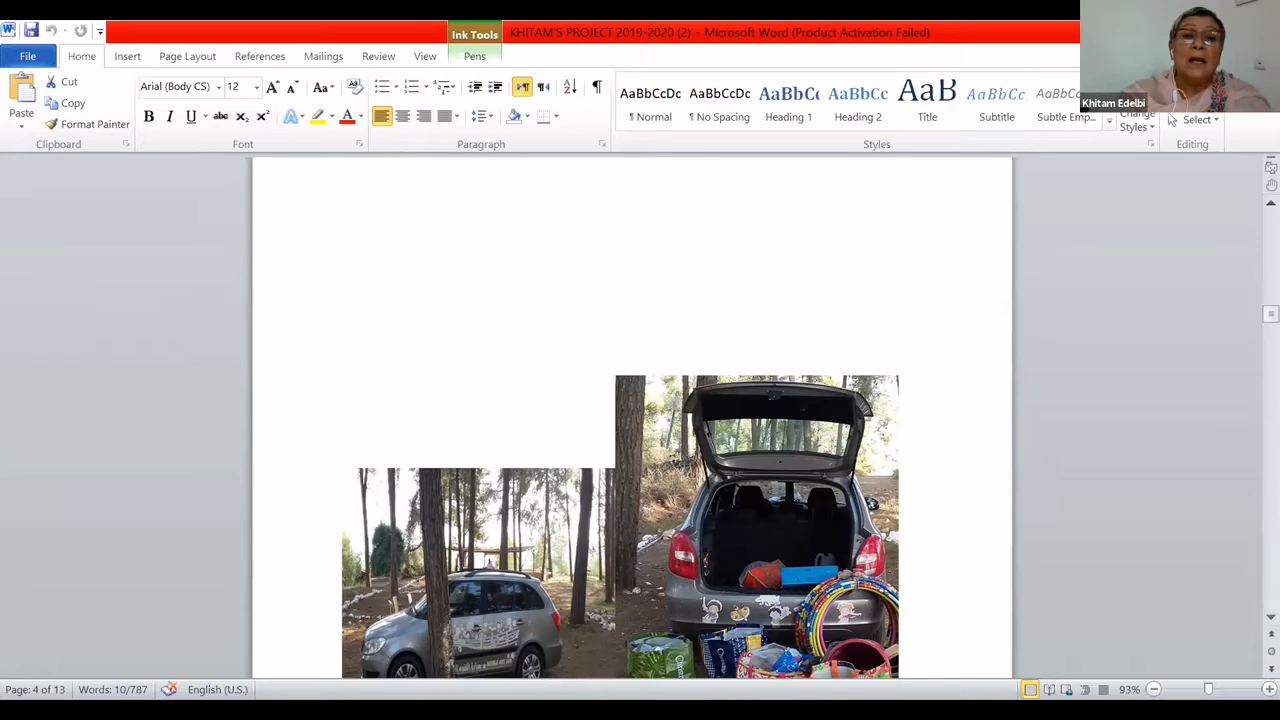 Ink Tools
KHITAM'S PROJECT 2019-2020 (2) - Microsoft Word (Product Activation Failed)
File Home Insert Page Layout References Mailings Review View Pens
Cut
Copy
Format Painter
Paste
Clipboard
Arial (Body CS) 12
Font
Paragraph
AaBbCcDc AaBbCcDc AaBbCc AaBbCc AaB AaBbCc. AaBbCcDc
¶ Normal ¶ No Spacing Heading 1 Heading 2 Title Subtitle Subtle Emp...
Change
Styles
Styles
Select
Editing
Khitam Edelbi
Page: 4 of 13 Words: 10/787 English (U.S.) 93%